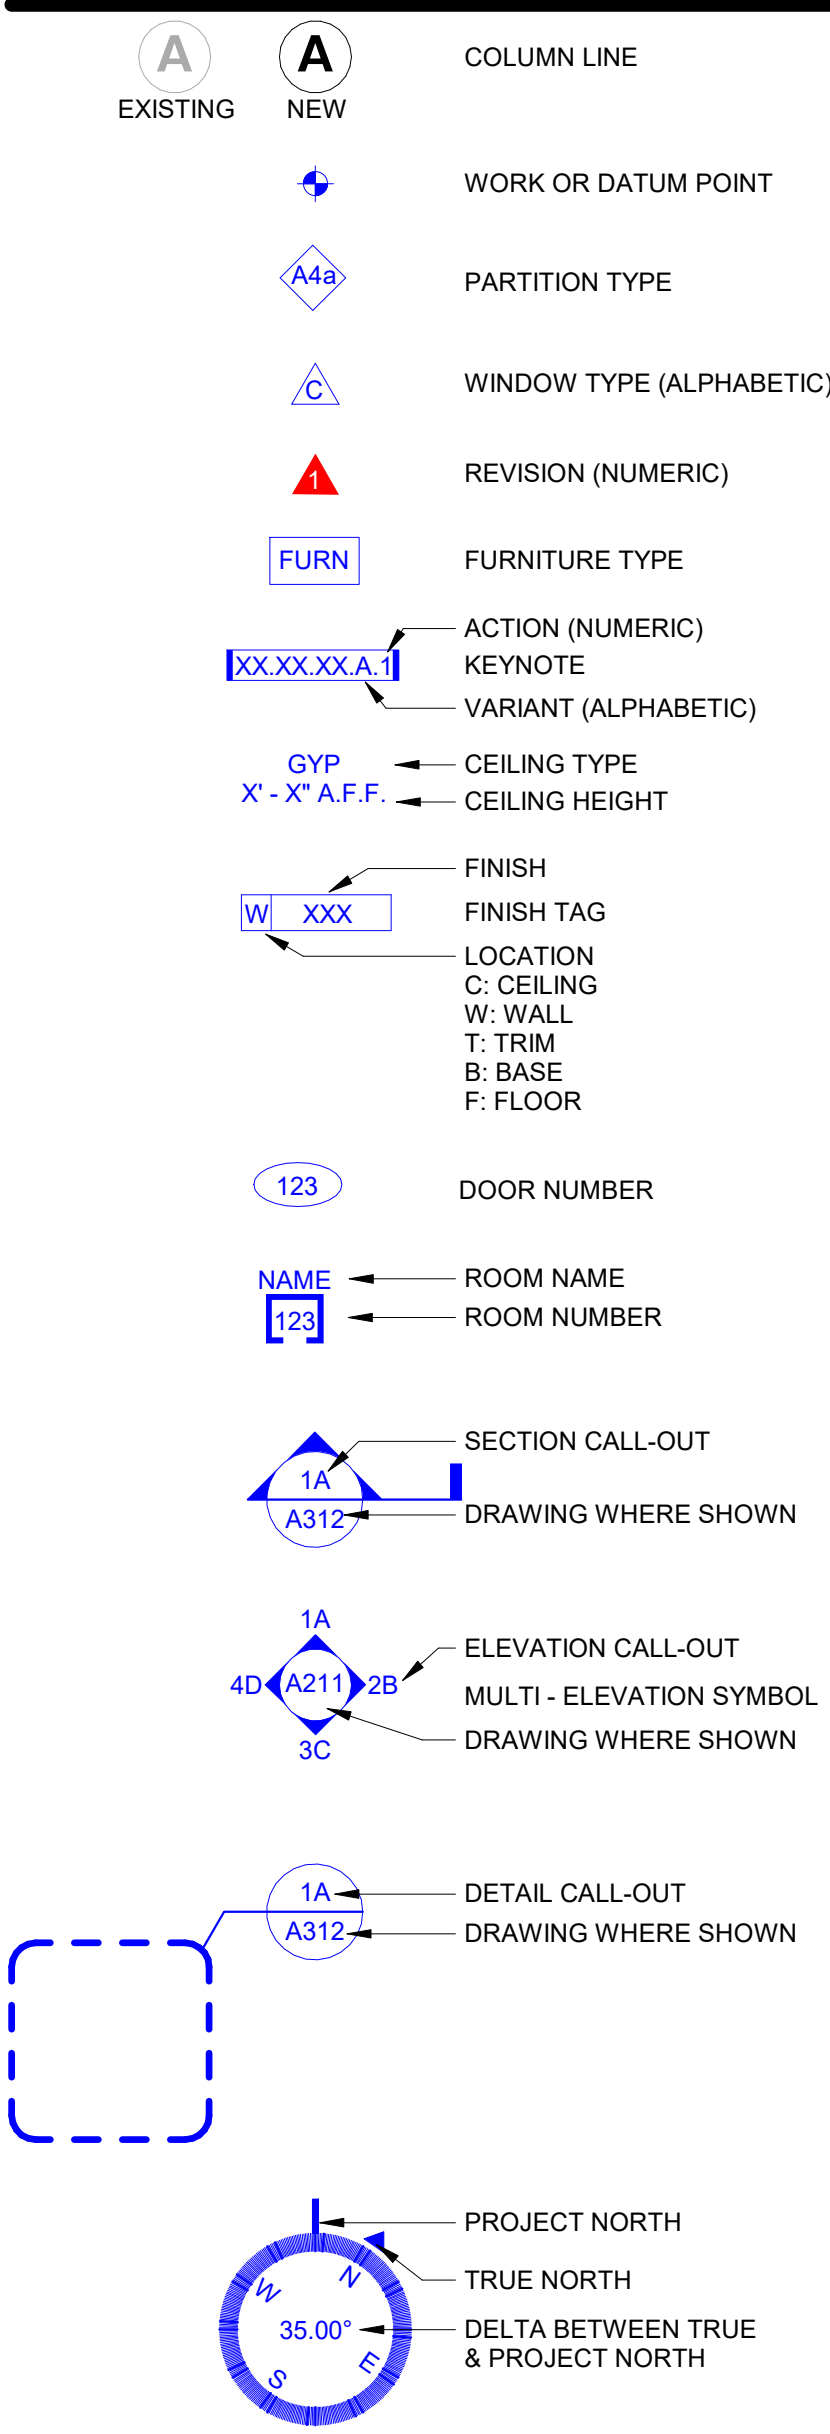 A A COLUMN LINE
EXISTING NEW
WORK OR DATUM POINT
A4a PARTITION TYPE
C WINDOW TYPE (ALPHABETIC)
1 REVISION (NUMERIC)
FURN FURNITURE TYPE
ACTION (NUMERIC)
XX.XX.XX.A.1 KEYNOTE
VARIANT (ALPHABETIC)
GYP CEILING TYPE
X' - X" A.F.F. CEILING HEIGHT
FINISH
W XXX FINISH TAG
LOCATION
C: CEILING
W: WALL
T: TRIM
B: BASE
F: FLOOR
123 DOOR NUMBER
NAME ROOM NAME
123 ROOM NUMBER
SECTION CALL-OUT
1A
A312 DRAWING WHERE SHOWN
1A
ELEVATION CALL-OUT
4D A211 2B
MULTI - ELEVATION SYMBOL
DRAWING WHERE SHOWN
3C
1A DETAIL CALL-OUT
A312 DRAWING WHERE SHOWN
PROJECT NORTH
N
TRUE NORTH
W
35.00° DELTA BETWEEN TRUE
& PROJECT NORTH
E
S